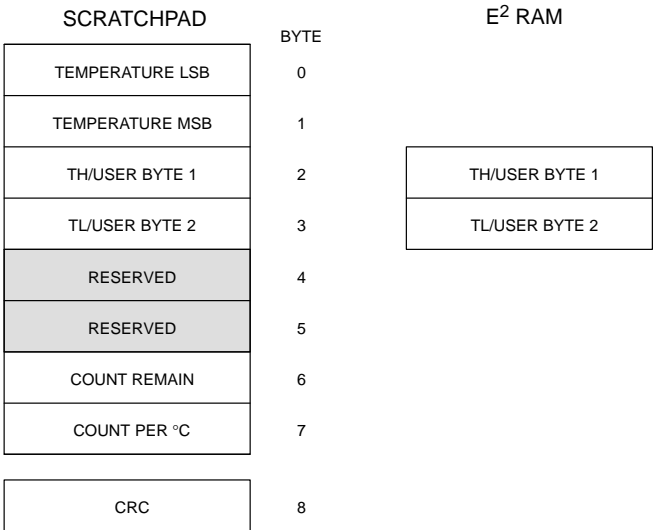 SCRATCHPAD
E2 RAM
BYTE
TEMPERATURE LSB 0
TEMPERATURE MSB 1
TH/USER BYTE 1 2 TH/USER BYTE 1
TL/USER BYTE 2 3 TL/USER BYTE 2
RESERVED 4
RESERVED 5
COUNT REMAIN 6
COUNT PER °C 7
CRC 8